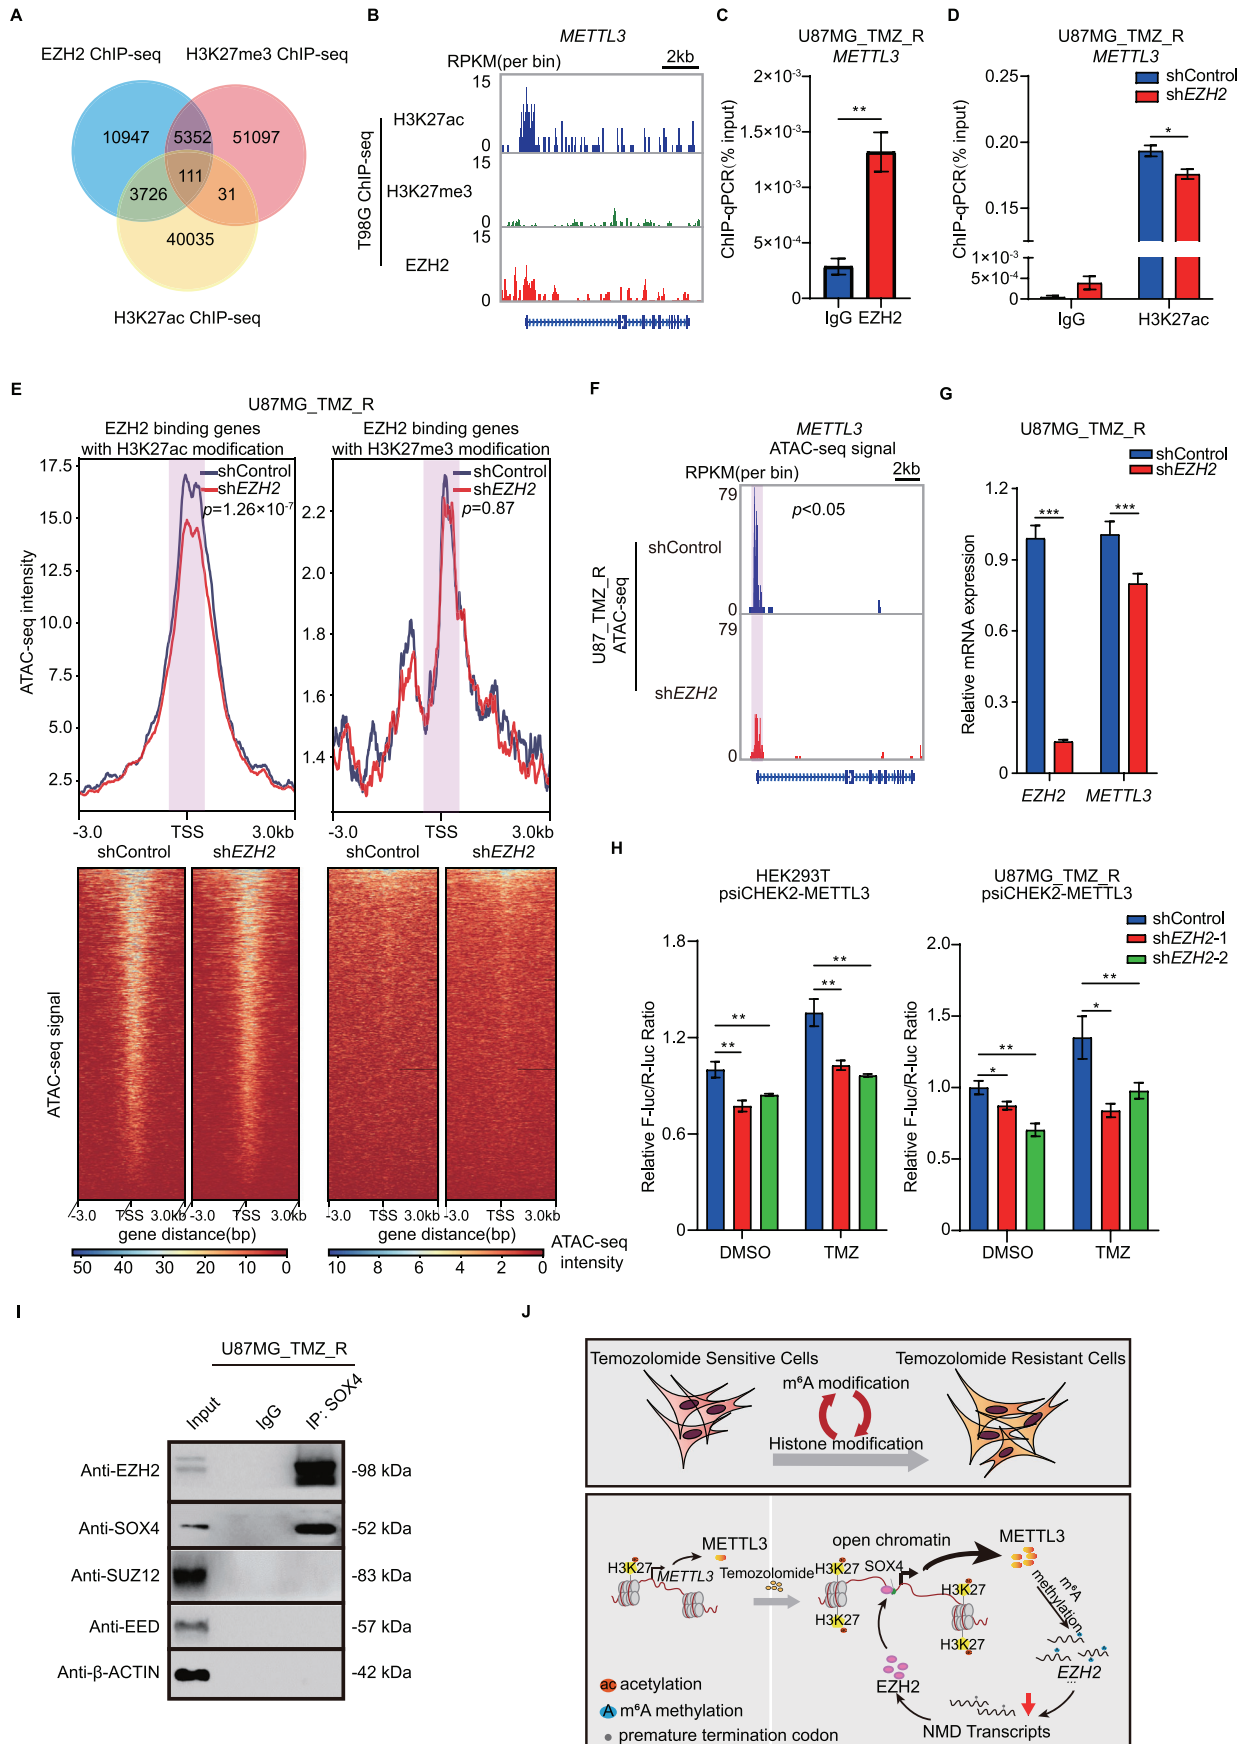 A
EZH2 ChIP-seq
H3K27me3 ChIP-seq
10947
5352
51097
111
3726
31
40035
H3K27ac ChIP-seq
B
METTL3
RPKM(per bin)
2kb
T98G ChIP-seq
15
H3K27ac
0
15
H3K27me3
0
15
EZH2
0
C
U87MG_TMZ_R
METTL3
ChIP-qPCR(% input)
2×10⁻³
**
1×10⁻³
1×10⁻³
5×10⁻⁴
0
IgG EZH2
D
U87MG_TMZ_R
METTL3
shControl
shEZH2
ChIP-qPCR(% input)
0.25
0.20
*
0.15
1×10⁻³
5×10⁻⁴
0
IgG
H3K27ac
E
U87MG_TMZ_R
EZH2 binding genes
with H3K27ac modification
EZH2 binding genes
with H3K27me3 modification
ATAC-seq intensity
17.5
15.0
12.5
10.0
7.5
5.0
2.5
shControl
shEZH2
p=1.26×10⁻⁷
-3.0
TSS
3.0kb
2.2
2.0
1.8
1.6
1.4
shControl
shEZH2
p=0.87
-3.0
TSS
3.0kb
shControl
shEZH2
shControl
shEZH2
ATAC-seq signal
-3.0
TSS
3.0kb
-3.0
TSS
3.0kb
-3.0
TSS
3.0kb
-3.0
TSS
3.0kb
gene distance(bp)
gene distance(bp)
50 40 30 20 10 0
10 8 6 4 2 0
ATAC-seq
intensity
F
METTL3
ATAC-seq signal
RPKM(per bin)
2kb
U87_TMZ_R
ATAC-seq
79
p<0.05
shControl
0
79
shEZH2
0
G
U87MG_TMZ_R
shControl
shEZH2
Relative mRNA expression
1.2
0.9
0.6
0.3
0
***
***
EZH2
METTL3
H
HEK293T
psiCHEK2-METTL3
Relative F-luc/R-luc Ratio
1.8
1.2
0.6
0
**
**
**
**
DMSO
TMZ
U87MG_TMZ_R
psiCHEK2-METTL3
shControl
shEZH2-1
shEZH2-2
Relative F-luc/R-luc Ratio
2.0
1.5
1.0
0.5
0
**
*
**
*
DMSO
TMZ
I
U87MG_TMZ_R
Input
IgG
IP: SOX4
Anti-EZH2
-98 kDa
Anti-SOX4
-52 kDa
Anti-SUZ12
-83 kDa
Anti-EED
-57 kDa
Anti-β-ACTIN
-42 kDa
J
Temozolomide Sensitive Cells
Temozolomide Resistant Cells
m⁶A modification
Histone modification
METTL3
H3K27
METTL3
Temozolomide
open chromatin
METTL3
H3K27
SOX4
H3K27
H3K27
H3K27
m⁶A
methylation
EZH2
...
EZH2
NMD Transcripts
ac acetylation
A m⁶A methylation
premature termination codon